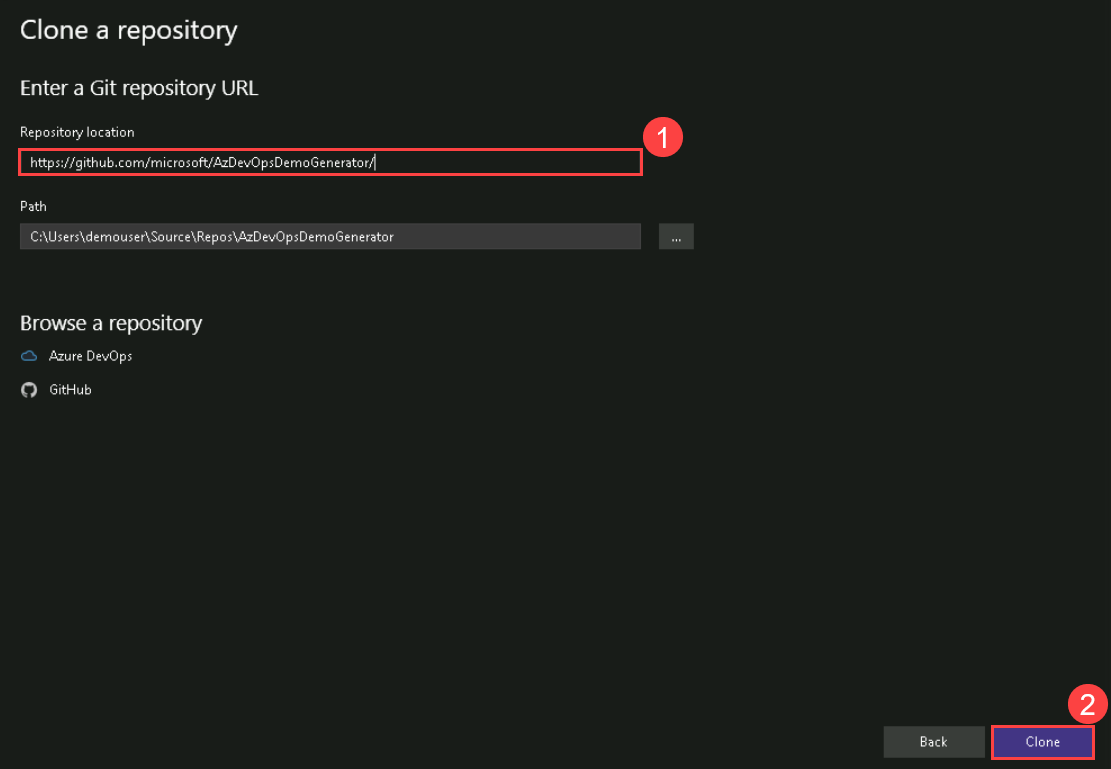 Clone a repository
Enter a Git repository URL
Repository location
1
https://github.com/microsoft/AzDevOpsDemoGenerator/
Path
C:\Users\demouser\Source\Repos\AzDevOpsDemoGenerator
...
Browse a repository
Azure DevOps
GitHub
2
Back
Clone